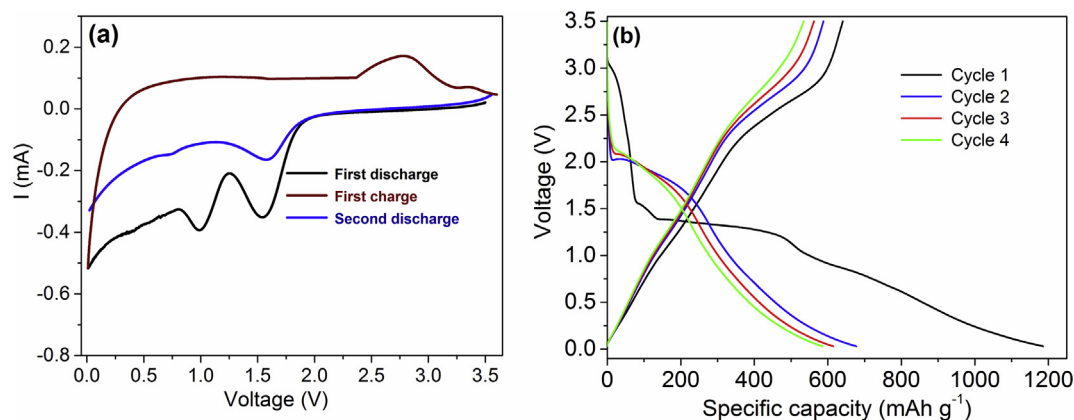 (a)
0.2
0.0
-0.2
-0.4
-0.6
-0.8
I (mA)
First discharge
First charge
Second discharge
0.0 0.5 1.0 1.5 2.0 2.5 3.0 3.5
Voltage (V)
(b)
3.5
3.0
2.5
2.0
1.5
1.0
0.5
0.0
Voltage (V)
Cycle 1
Cycle 2
Cycle 3
Cycle 4
0 200 400 600 800 1000 1200
Specific capacity (mAh g-1)